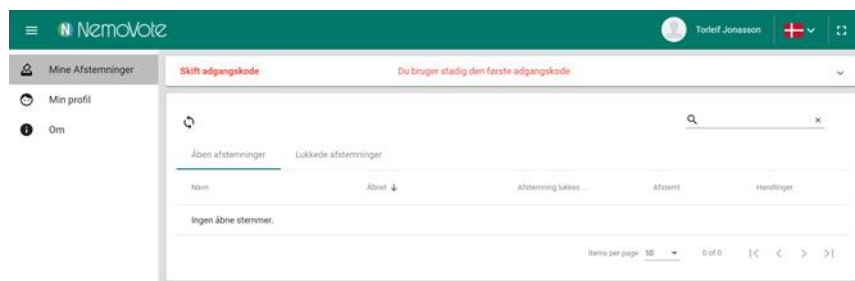 NemoVote
Torleif Jonasson
Mine Afstemninger
Min profil
Om
Skift adgangskode Du bruger stadig den første adgangskode
Åben afstemninger Lukkede afstemninger
Navn Åbnet Afstemning lukkes... Afstemt Handlinger
Ingen åbne stemmer.
Items per page: 10 0 of 0